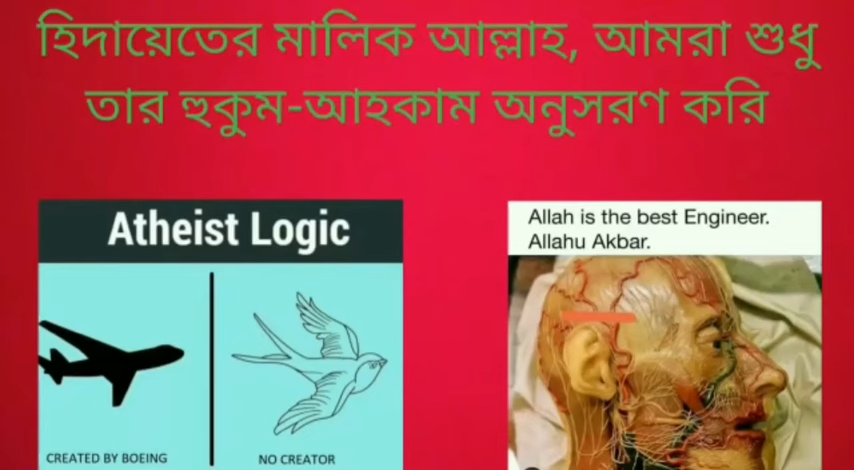 হিদায়েতের মালিক আল্লাহ, আমরা শুধু
তার হুকুম-আহকাম অনুসরণ করি
Atheist Logic
CREATED BY BOEING
NO CREATOR
Allah is the best Engineer.
Allahu Akbar.